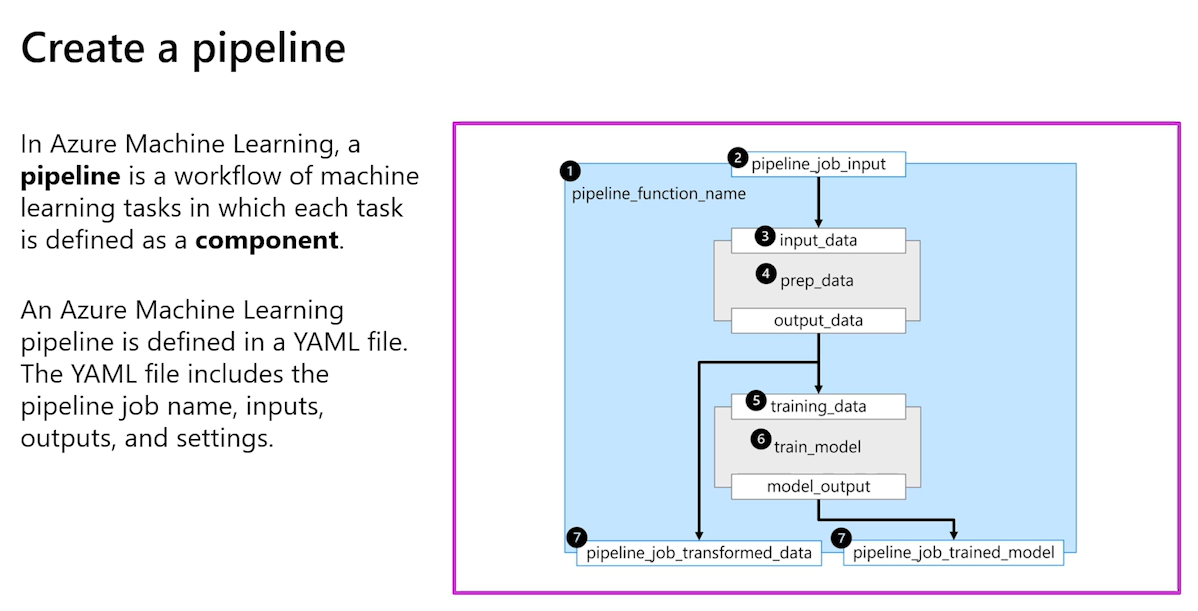 Create a pipeline
In Azure Machine Learning, a
pipeline is a workflow of machine
learning tasks in which each task
is defined as a component.
An Azure Machine Learning
pipeline is defined in a YAML file.
The YAML file includes the
pipeline job name, inputs,
outputs, and settings.
2 pipeline_job_input
1
pipeline_function_name
3 input_data
4 prep_data
output_data
5 training_data
6 train_model
model_output
7 pipeline_job_transformed_data
7 pipeline_job_trained_model